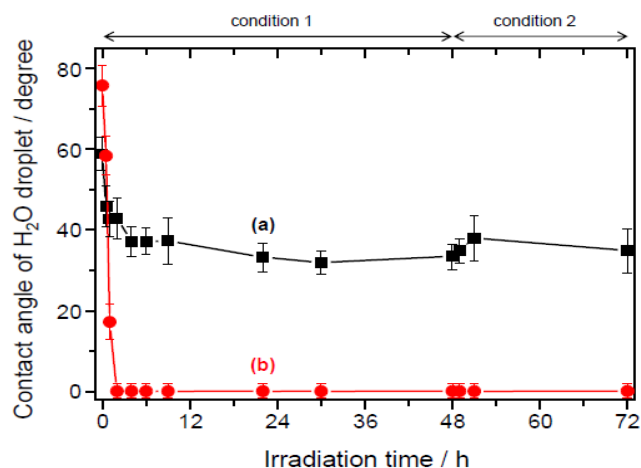 condition 1 condition 2
Contact angle of H₂O droplet / degree
80
60
40
20
0
(a)
(b)
0 12 24 36 48 60 72
Irradiation time / h